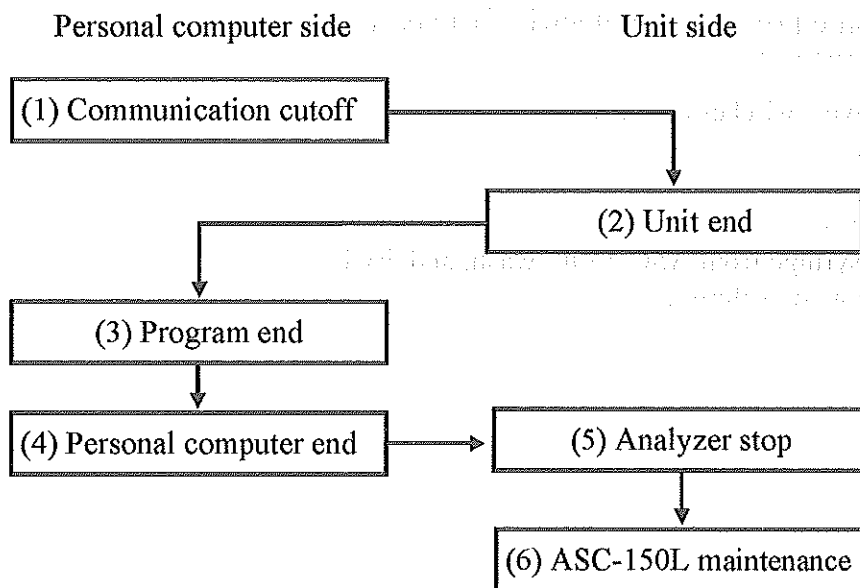 Personal computer side
Unit side
(1) Communication cutoff
(2) Unit end
(3) Program end
(4) Personal computer end
(5) Analyzer stop
(6) ASC-150L maintenance